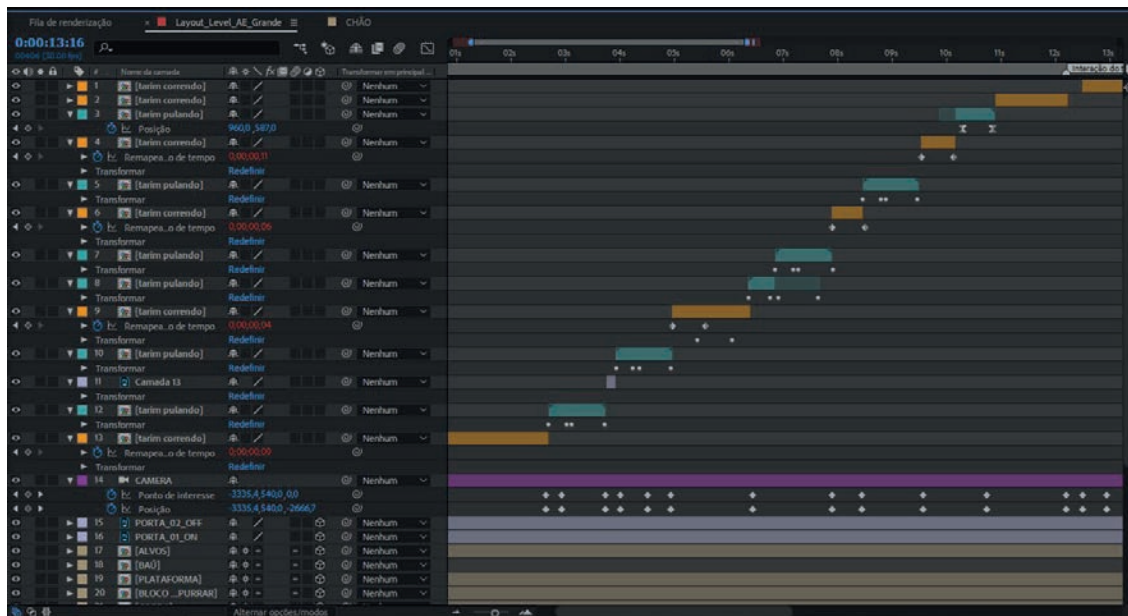 Fila de renderização × Layout_Level_AE_Grande ≡ CHÃO
0:00:13:16
01s 02s 03s 04s 05s 06s 07s 08s 09s 10s 11s 12s 13s
# Nome da camada Transformar em principal... Interação do
1 [tarim correndo] Nenhum
2 [tarim correndo] Nenhum
3 [tarim pulando] Nenhum
Posição 960,0 ,587,0
4 [tarim correndo] Nenhum
Remapea...o de tempo 0;00;00;11
Transformar Redefinir
5 [tarim pulando] Nenhum
Transformar Redefinir
6 [tarim correndo] Nenhum
Remapea...o de tempo 0;00;00;06
Transformar Redefinir
7 [tarim pulando] Nenhum
Transformar Redefinir
8 [tarim pulando] Nenhum
Transformar Redefinir
9 [tarim correndo] Nenhum
Remapea...o de tempo 0;00;00;04
Transformar Redefinir
10 [tarim pulando] Nenhum
Transformar Redefinir
11 Camada 13 Nenhum
Transformar Redefinir
12 [tarim pulando] Nenhum
Transformar Redefinir
13 [tarim correndo] Nenhum
Remapea...o de tempo 0;00;00;09
Transformar Redefinir
14 CAMERA Nenhum
Ponto de interesse -3335,4,540,0 ,0,0
Posição -3335,4,540,0 ,-2666,7
15 PORTA_02_OFF Nenhum
16 PORTA_01_ON Nenhum
17 [ALVOS] Nenhum
18 [BAÚ] Nenhum
19 [PLATAFORMA] Nenhum
20 [BLOCO ...PURRAR] Nenhum
Alternar opções/modos